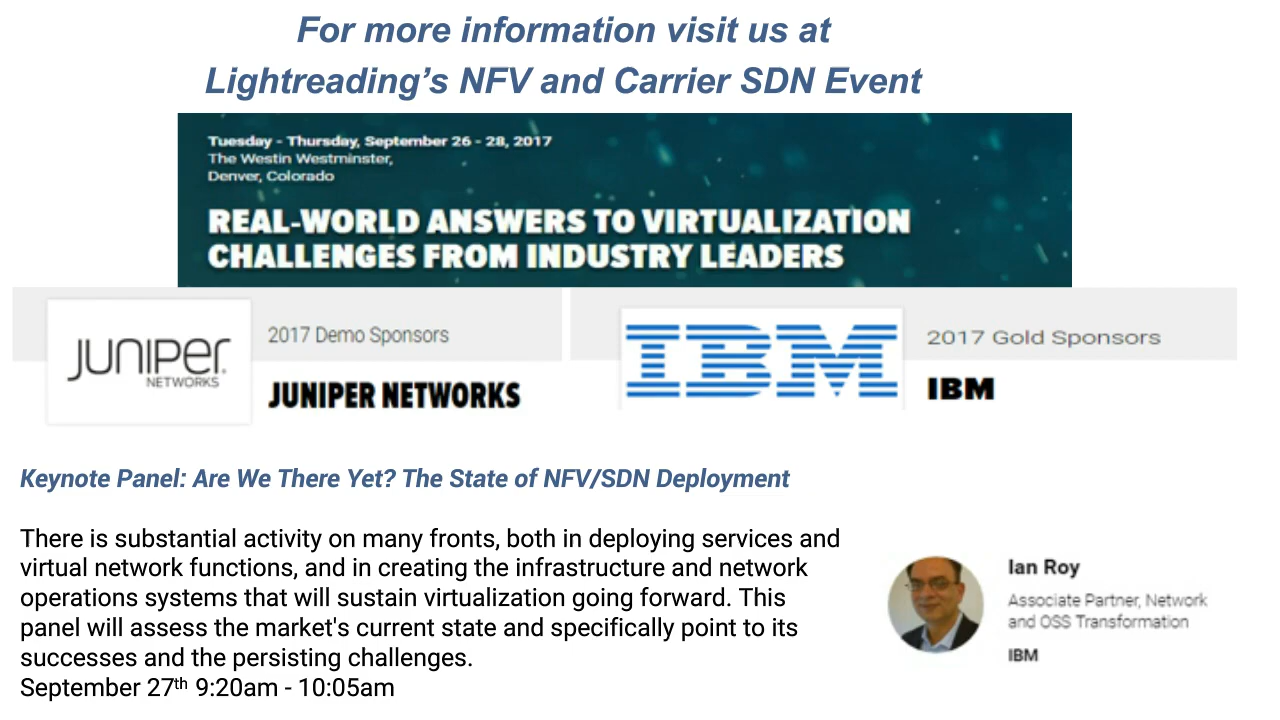 For more information visit us at
Lightreading’s NFV and Carrier SDN Event
Tuesday - Thursday, September 26 - 28, 2017
The Westin Westminster,
Denver, Colorado
REAL-WORLD ANSWERS TO VIRTUALIZATION
CHALLENGES FROM INDUSTRY LEADERS
JUNIPER
NETWORKS
2017 Demo Sponsors
JUNIPER NETWORKS
IBM
2017 Gold Sponsors
IBM
Keynote Panel: Are We There Yet? The State of NFV/SDN Deployment
There is substantial activity on many fronts, both in deploying services and
virtual network functions, and in creating the infrastructure and network
operations systems that will sustain virtualization going forward. This
panel will assess the market's current state and specifically point to its
successes and the persisting challenges.
September 27th 9:20am - 10:05am
Ian Roy
Associate Partner, Network
and OSS Transformation
IBM